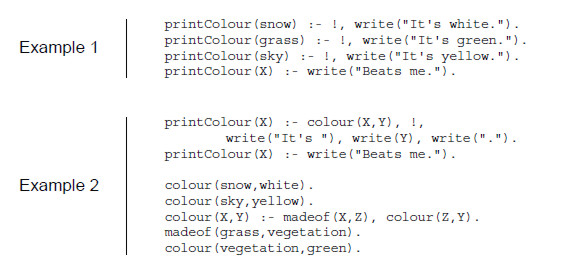 Example 1
printColour(snow) :- !, write("It's white.").
printColour(grass) :- !, write("It's green.").
printColour(sky) :- !, write("It's yellow.").
printColour(X) :- write("Beats me.").
Example 2
printColour(X) :- colour(X,Y), !,
write("It's "), write(Y), write(".").
printColour(X) :- write("Beats me.").
colour(snow,white).
colour(sky,yellow).
colour(X,Y) :- madeof(X,Z), colour(Z,Y).
madeof(grass,vegetation).
colour(vegetation,green).